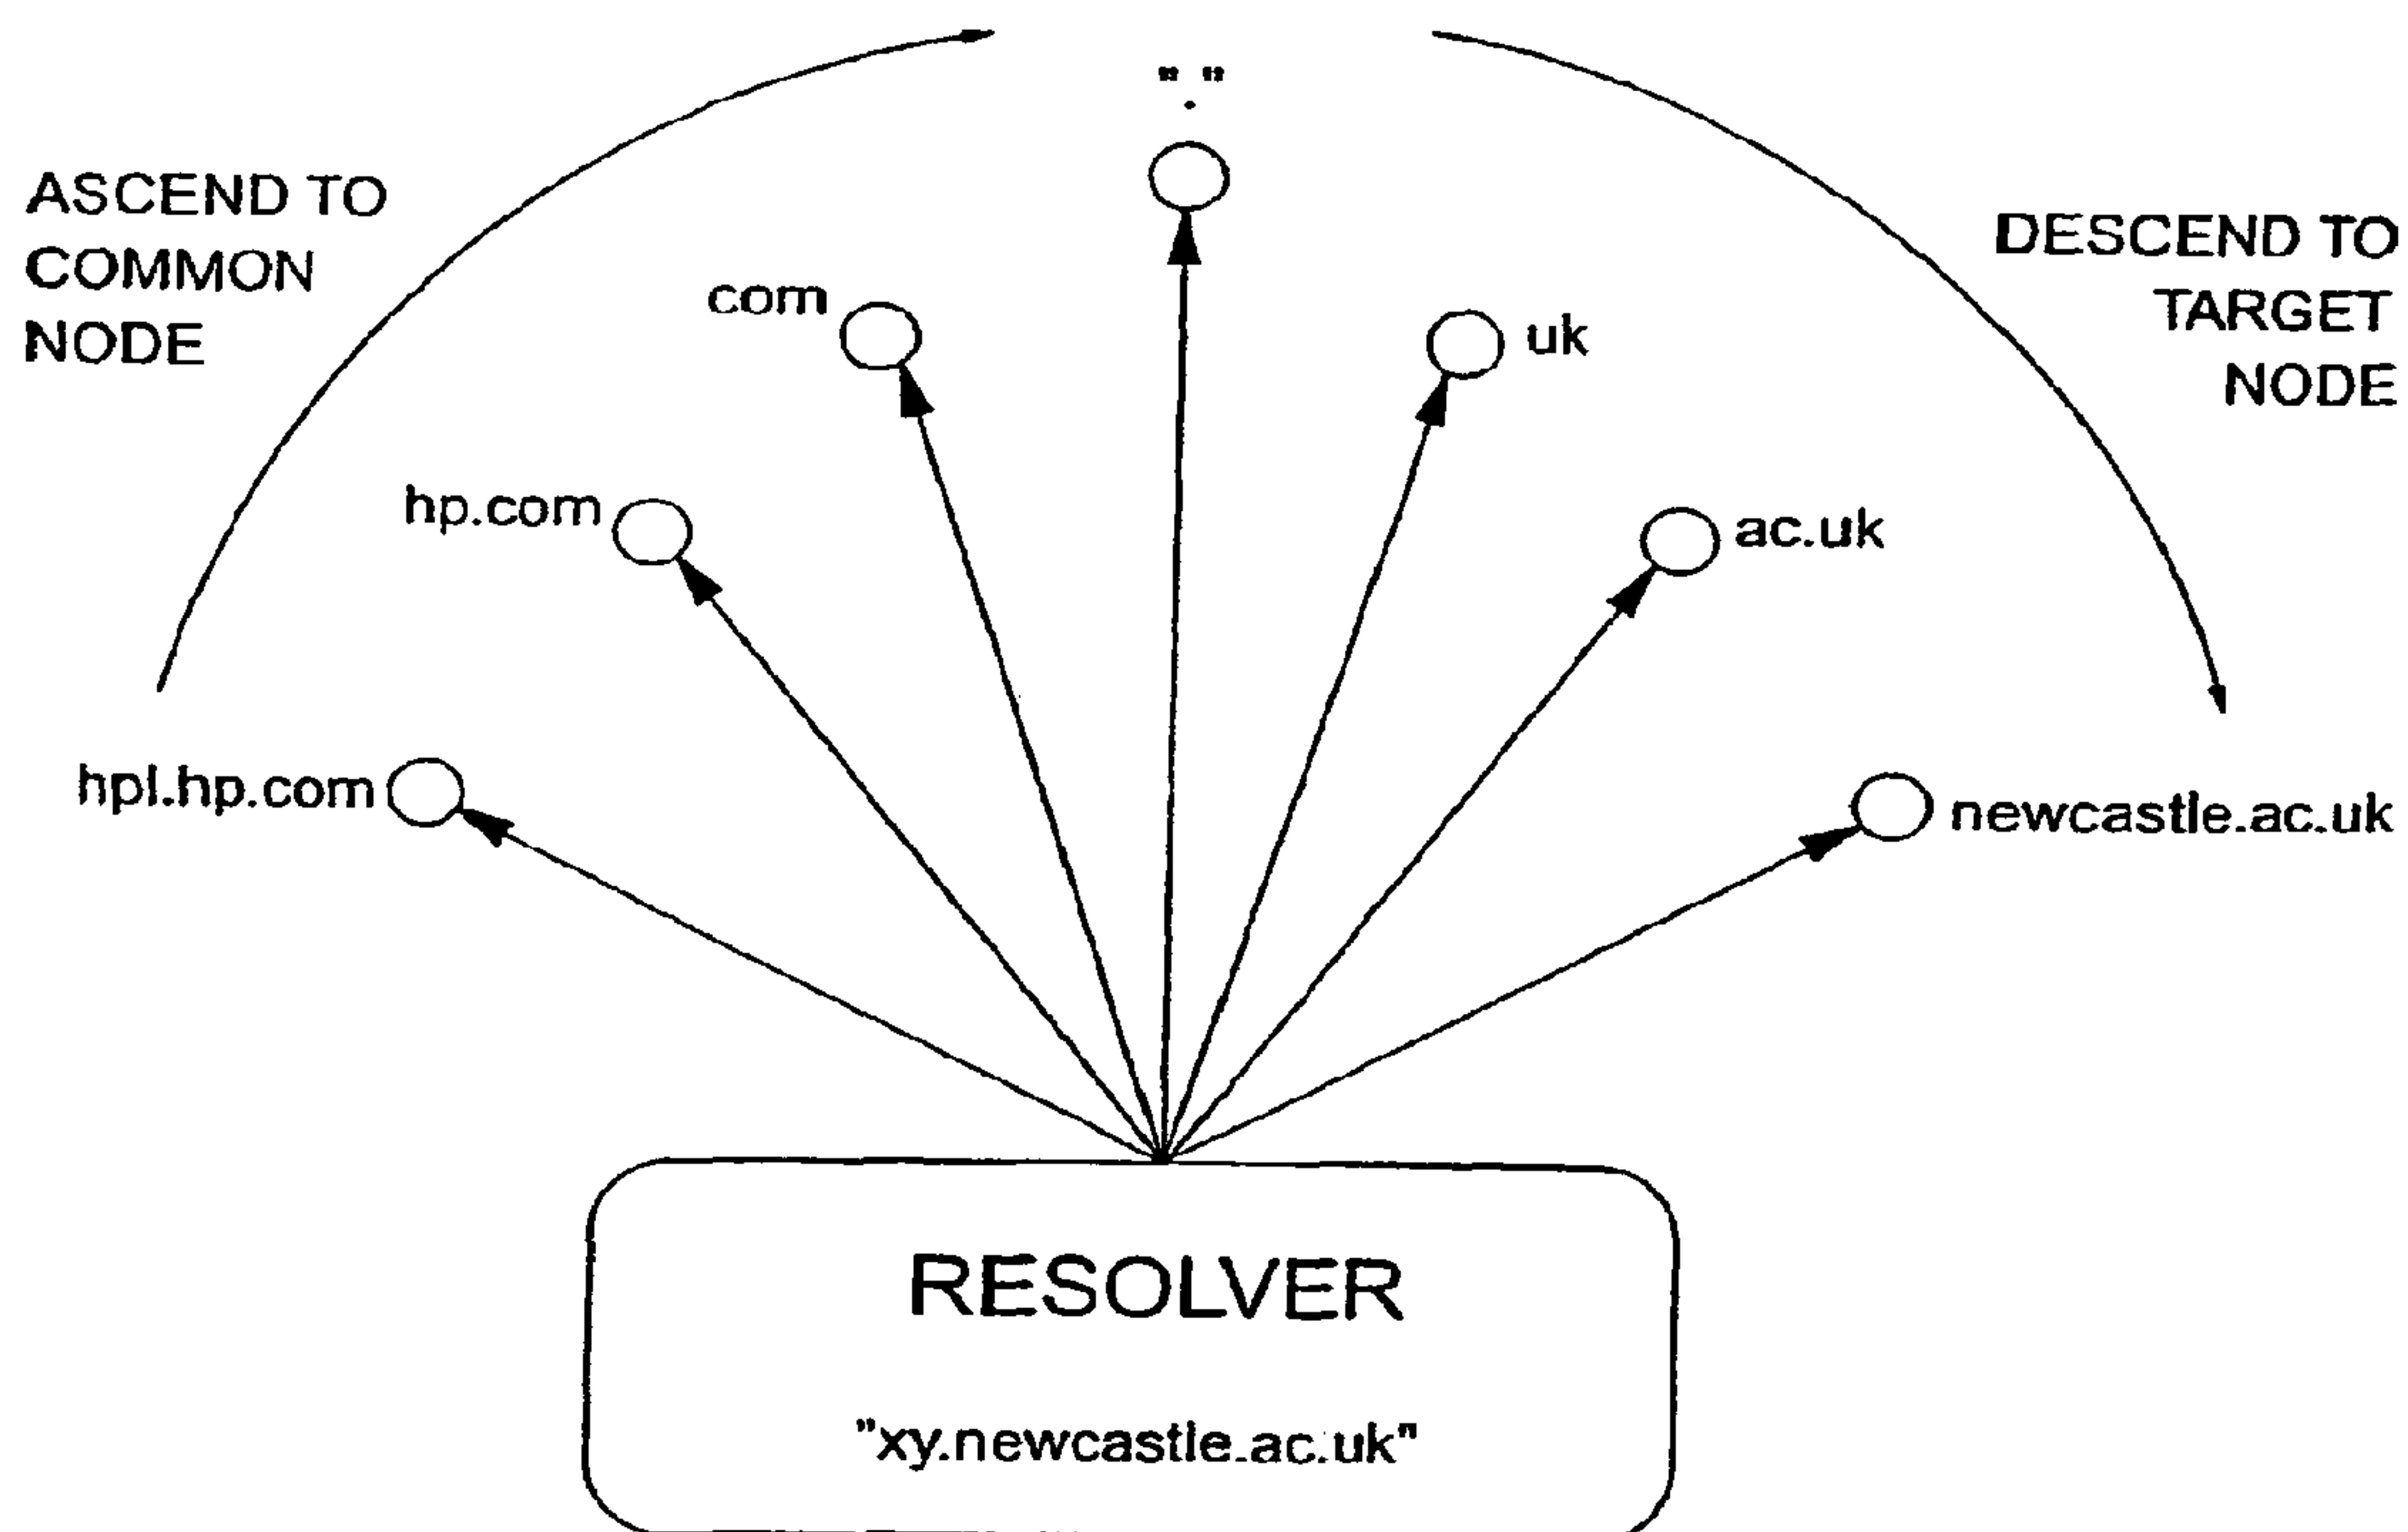 "."
ASCEND TO
COMMON
NODE
DESCEND TO
TARGET
NODE
com
uk
hp.com
ac.uk
hpl.hp.com
newcastle.ac.uk
RESOLVER
"xy.newcastle.ac.uk"